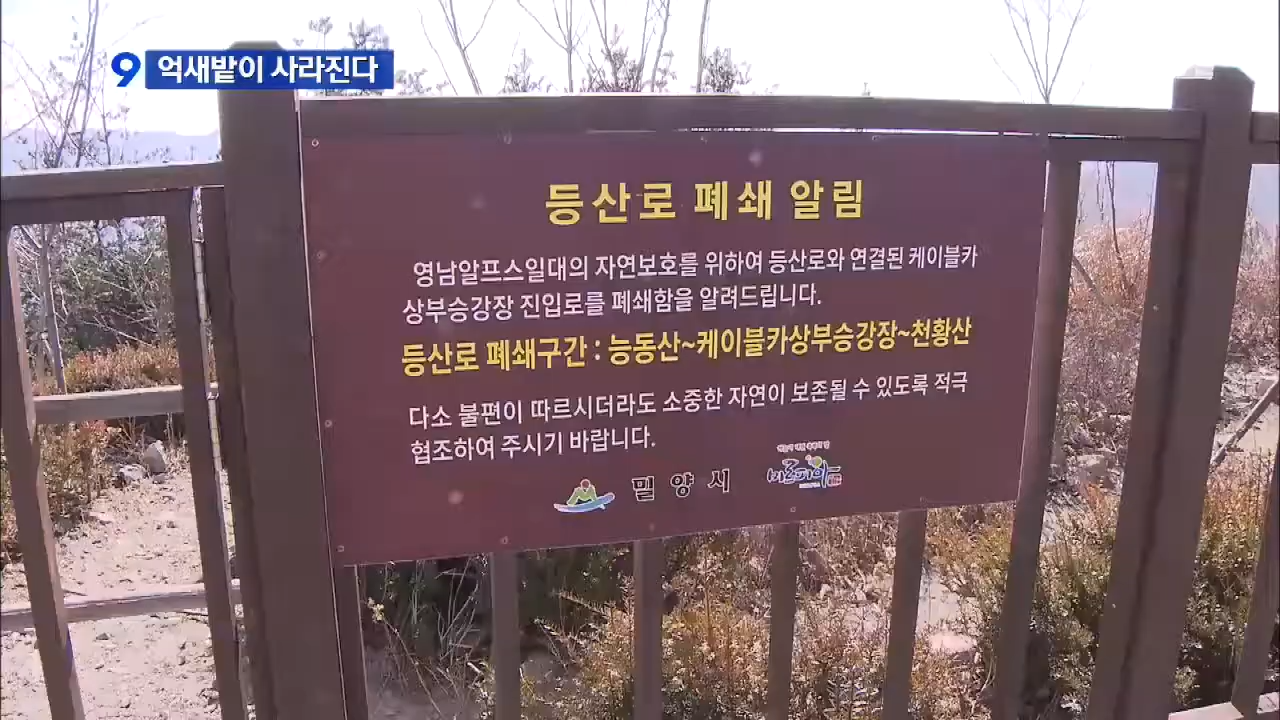 9 억새밭이 사라진다
등산로 폐쇄 알림
영남알프스일대의 자연보호를 위하여 등산로와 연결된 케이블카
상부승강장 진입로를 폐쇄함을 알려드립니다.
등산로 폐쇄구간 : 능동산~케이블카상부승강장~천황산
다소 불편이 따르시더라도 소중한 자연이 보존될 수 있도록 적극
협조하여 주시기 바랍니다.
밀양시 미르피아